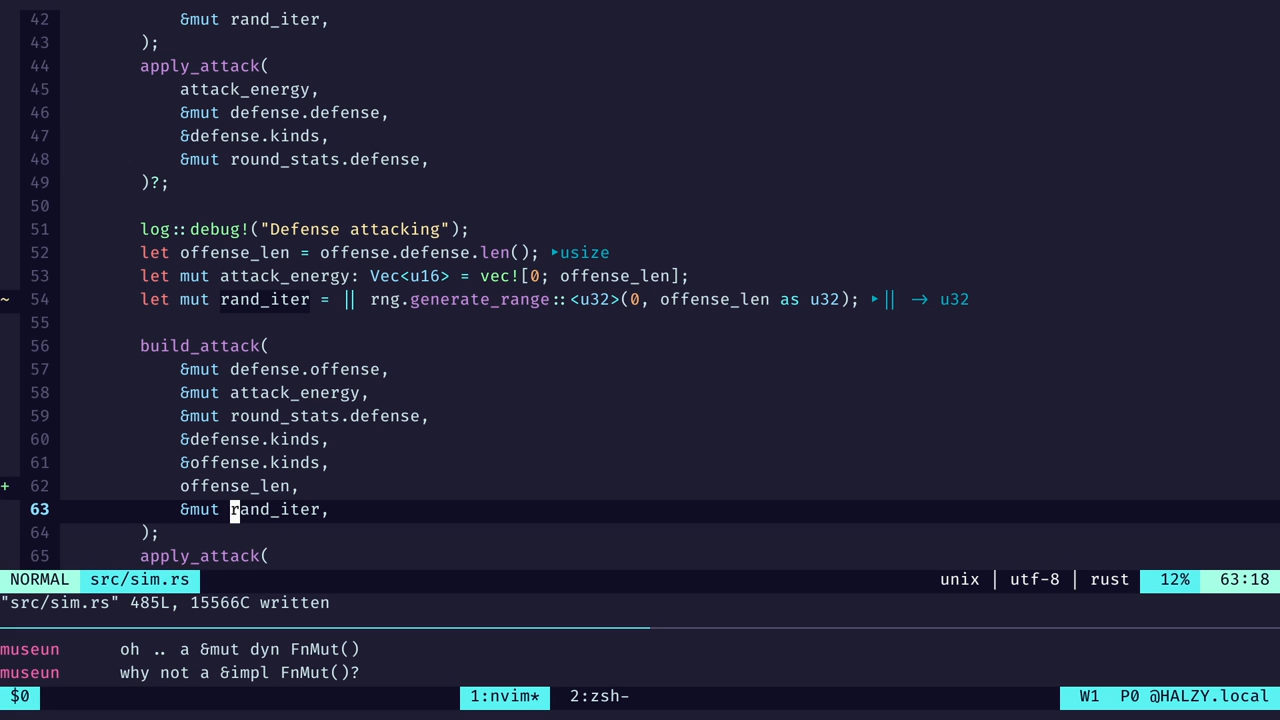 42 &mut rand_iter,
43 );
44 apply_attack(
45 attack_energy,
46 &mut defense.defense,
47 &defense.kinds,
48 &mut round_stats.defense,
49 )?;
50
51 log::debug!("Defense attacking");
52 let offense_len = offense.defense.len(); ▸usize
53 let mut attack_energy: Vec<u16> = vec![0; offense_len];
~ 54 let mut rand_iter = || rng.generate_range::<u32>(0, offense_len as u32); ▸|| -> u32
55
56 build_attack(
57 &mut defense.offense,
58 &mut attack_energy,
59 &mut round_stats.defense,
60 &defense.kinds,
61 &offense.kinds,
+ 62 offense_len,
63 &mut rand_iter,
64 );
65 apply_attack(
NORMAL src/sim.rs unix | utf-8 | rust 12% 63:18
"src/sim.rs" 485L, 15566C written
museun oh .. a &mut dyn FnMut()
museun why not a &impl FnMut()?
$0 1:nvim* 2:zsh- W1 P0 @HALZY.local